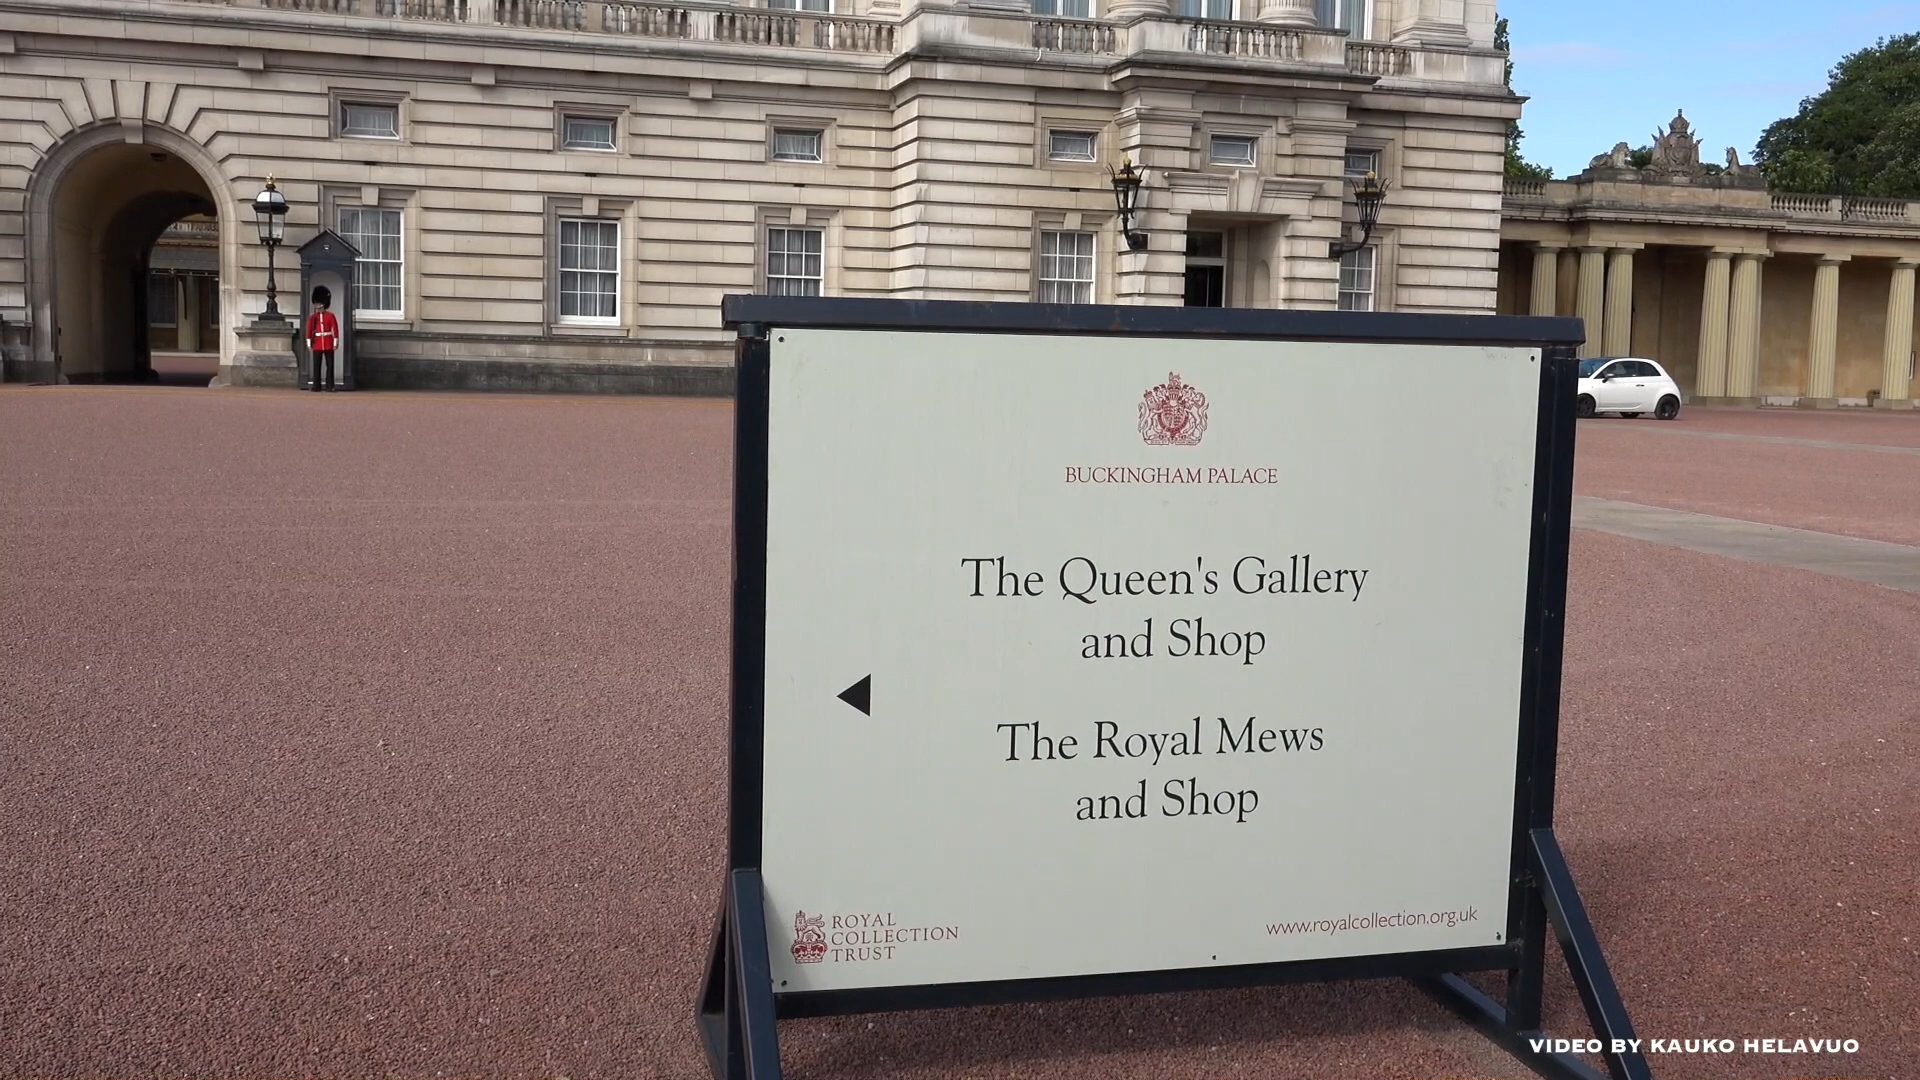 BUCKINGHAM PALACE
The Queen's Gallery
and Shop
The Royal Mews
and Shop
ROYAL
COLLECTION
TRUST
www.royalcollection.org.uk
VIDEO BY KAUKO HELAVUO